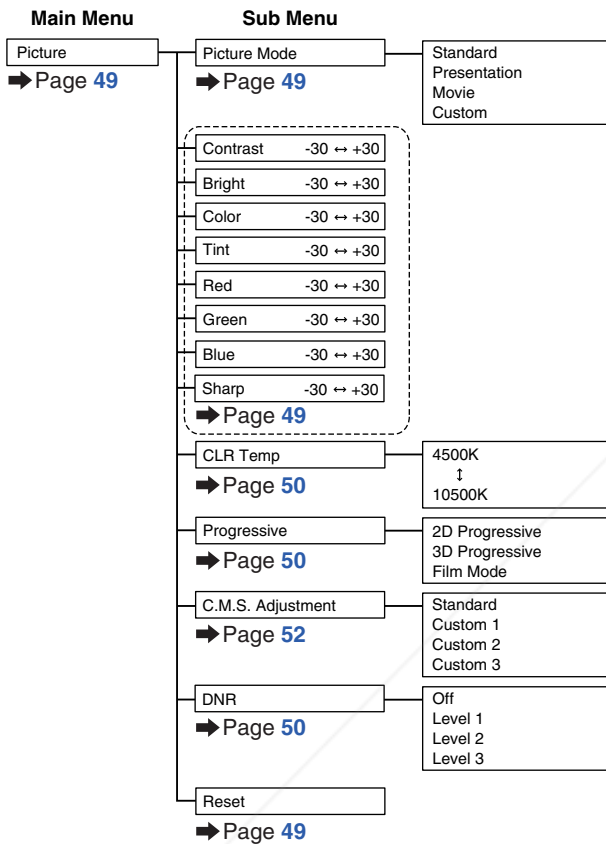 Main Menu Sub Menu
Picture
➡ Page 49
Picture Mode
➡ Page 49
Standard
Presentation
Movie
Custom
Contrast -30 ↔ +30
Bright -30 ↔ +30
Color -30 ↔ +30
Tint -30 ↔ +30
Red -30 ↔ +30
Green -30 ↔ +30
Blue -30 ↔ +30
Sharp -30 ↔ +30
➡ Page 49
CLR Temp
➡ Page 50
4500K
↕
10500K
Progressive
➡ Page 50
2D Progressive
3D Progressive
Film Mode
C.M.S. Adjustment
➡ Page 52
Standard
Custom 1
Custom 2
Custom 3
DNR
➡ Page 50
Off
Level 1
Level 2
Level 3
Reset
➡ Page 49